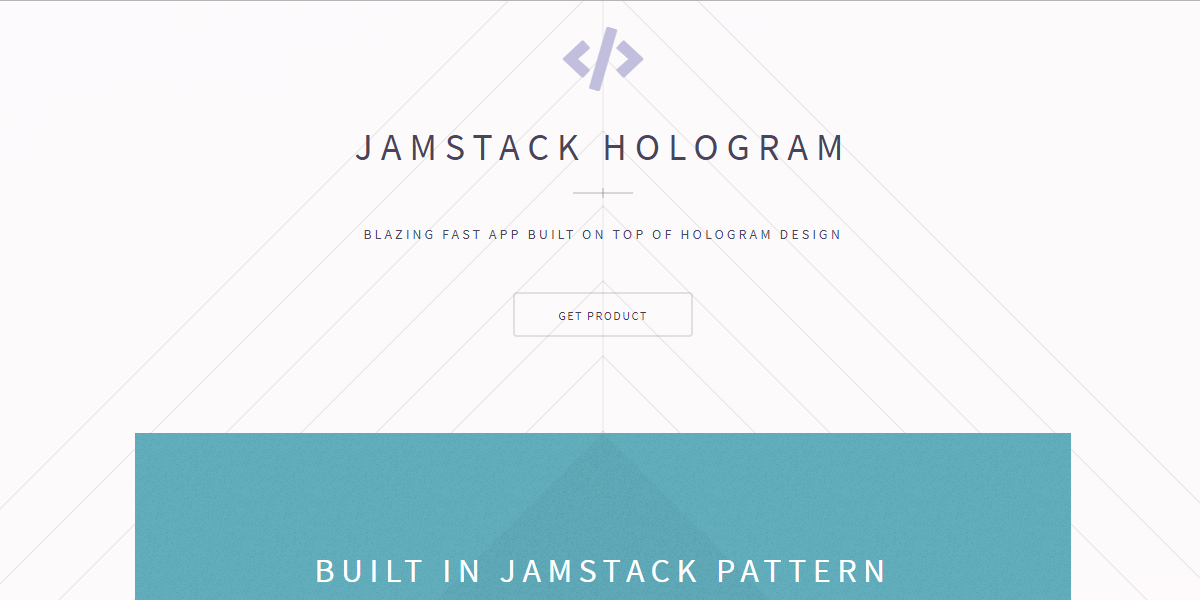 JAMSTACK HOLOGRAM
BLAZING FAST APP BUILT ON TOP OF HOLOGRAM DESIGN
GET PRODUCT
BUILT IN JAMSTACK PATTERN